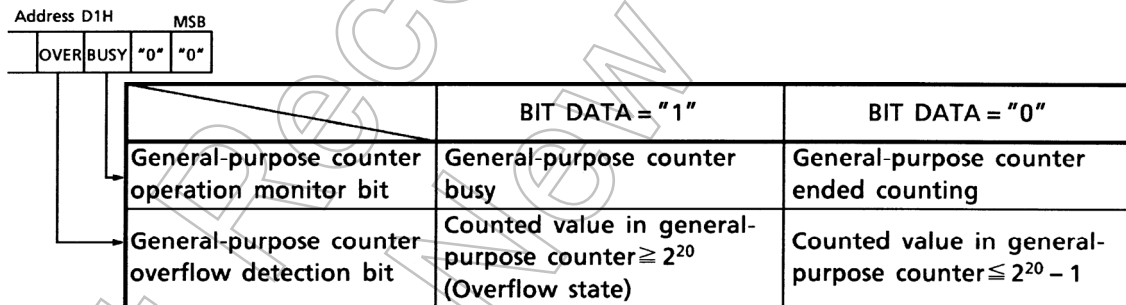 Address D1H MSB
OVER BUSY "0" "0"
BIT DATA = "1" BIT DATA = "0"
General-purpose counter operation monitor bit
General-purpose counter busy
General-purpose counter ended counting
General-purpose counter overflow detection bit
Counted value in general-purpose counter ≧ 2²⁰ (Overflow state)
Counted value in general-purpose counter ≦ 2²⁰ – 1
Rec
New